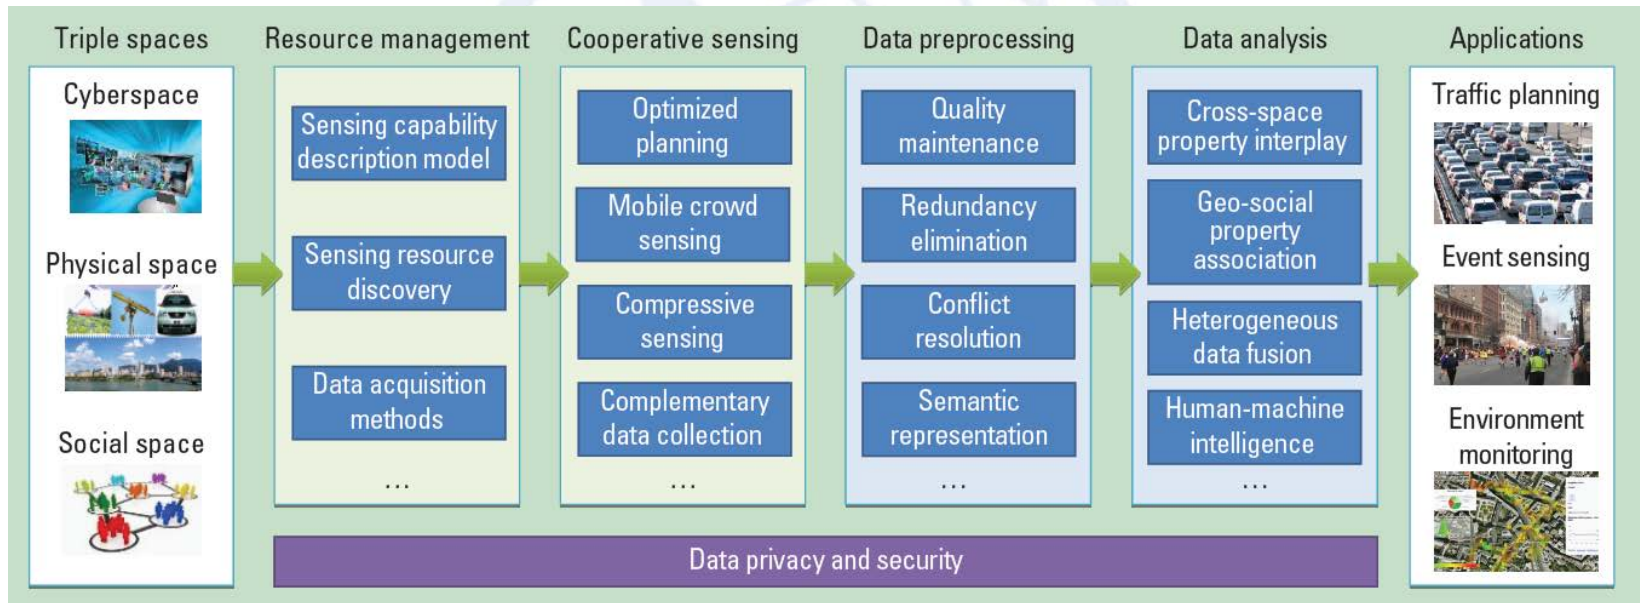 Triple spaces
Resource management
Cooperative sensing
Data preprocessing
Data analysis
Applications
Cyberspace
Physical space
Social space
Sensing capability
description model
Sensing resource
discovery
Data acquisition
methods
...
Optimized
planning
Mobile crowd
sensing
Compressive
sensing
Complementary
data collection
...
Quality
maintenance
Redundancy
elimination
Conflict
resolution
Semantic
representation
...
Cross-space
property interplay
Geo-social
property
association
Heterogeneous
data fusion
Human-machine
intelligence
...
Traffic planning
Event sensing
Environment
monitoring
Data privacy and security